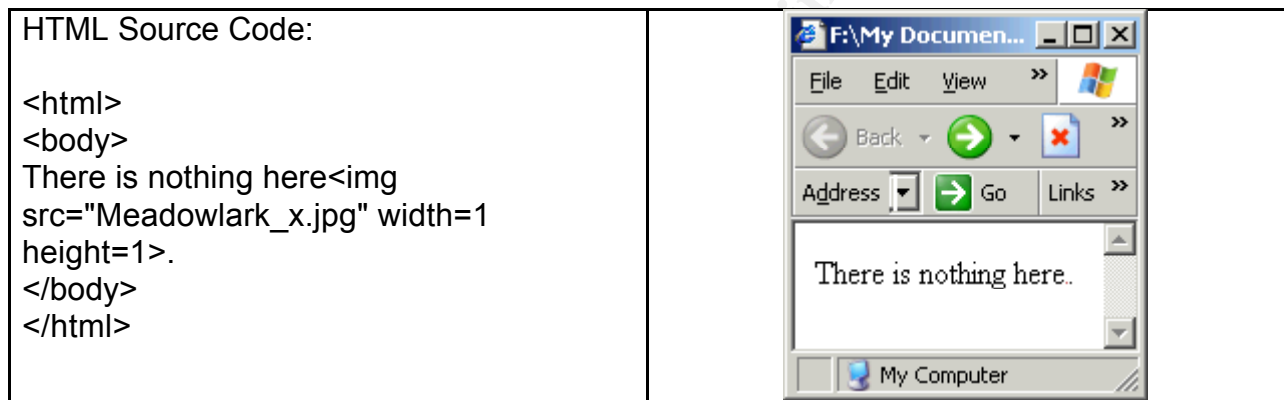 HTML Source Code:
<html>
<body>
There is nothing here<img
src="Meadowlark_x.jpg" width=1
height=1>.
</body>
</html>
F:\My Documen...
File Edit View »
Back »
Address Go Links »
There is nothing here..
My Computer